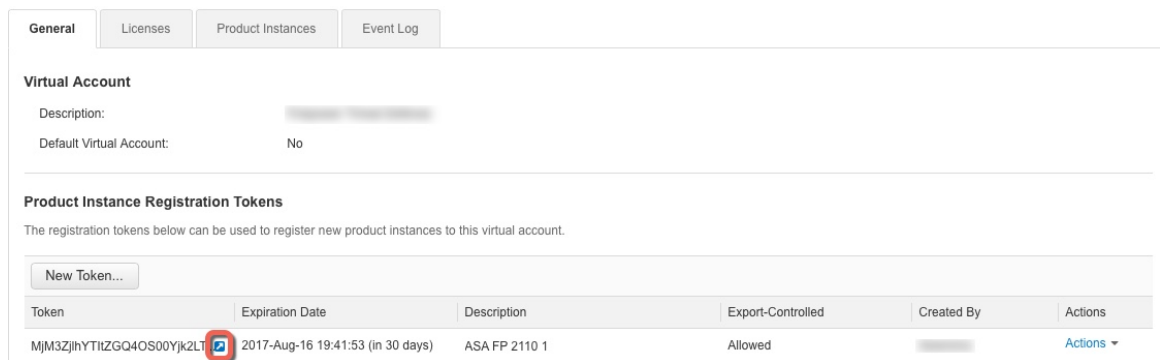 General Licenses Product Instances Event Log
Virtual Account
Description:
Default Virtual Account: No
Product Instance Registration Tokens
The registration tokens below can be used to register new product instances to this virtual account.
New Token...
Token Expiration Date Description Export-Controlled Created By Actions
MjM3ZjlhYTItZGQ4OS00Yjk2LT 2017-Aug-16 19:41:53 (in 30 days) ASA FP 2110 1 Allowed Actions